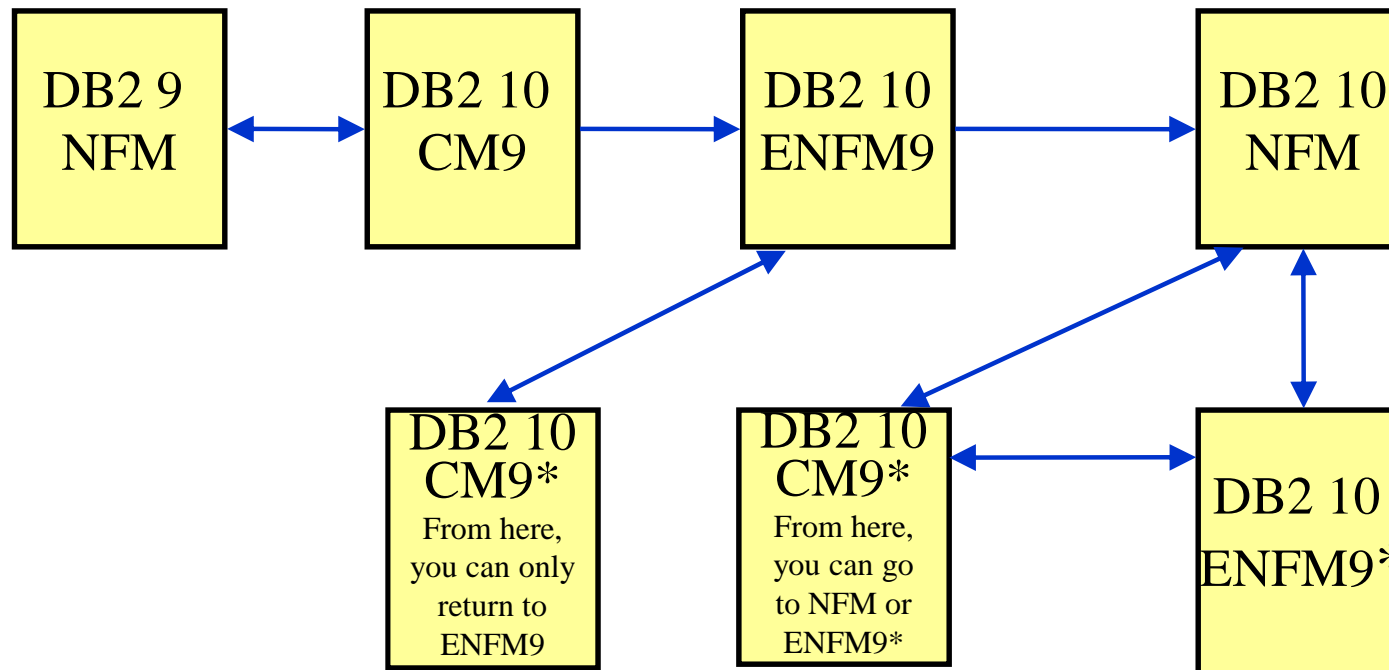 DB2 9
NFM
DB2 10
CM9
DB2 10
ENFM9
DB2 10
NFM
DB2 10
CM9*
From here,
you can only
return to
ENFM9
DB2 10
CM9*
From here,
you can go
to NFM or
ENFM9*
DB2 10
ENFM9*